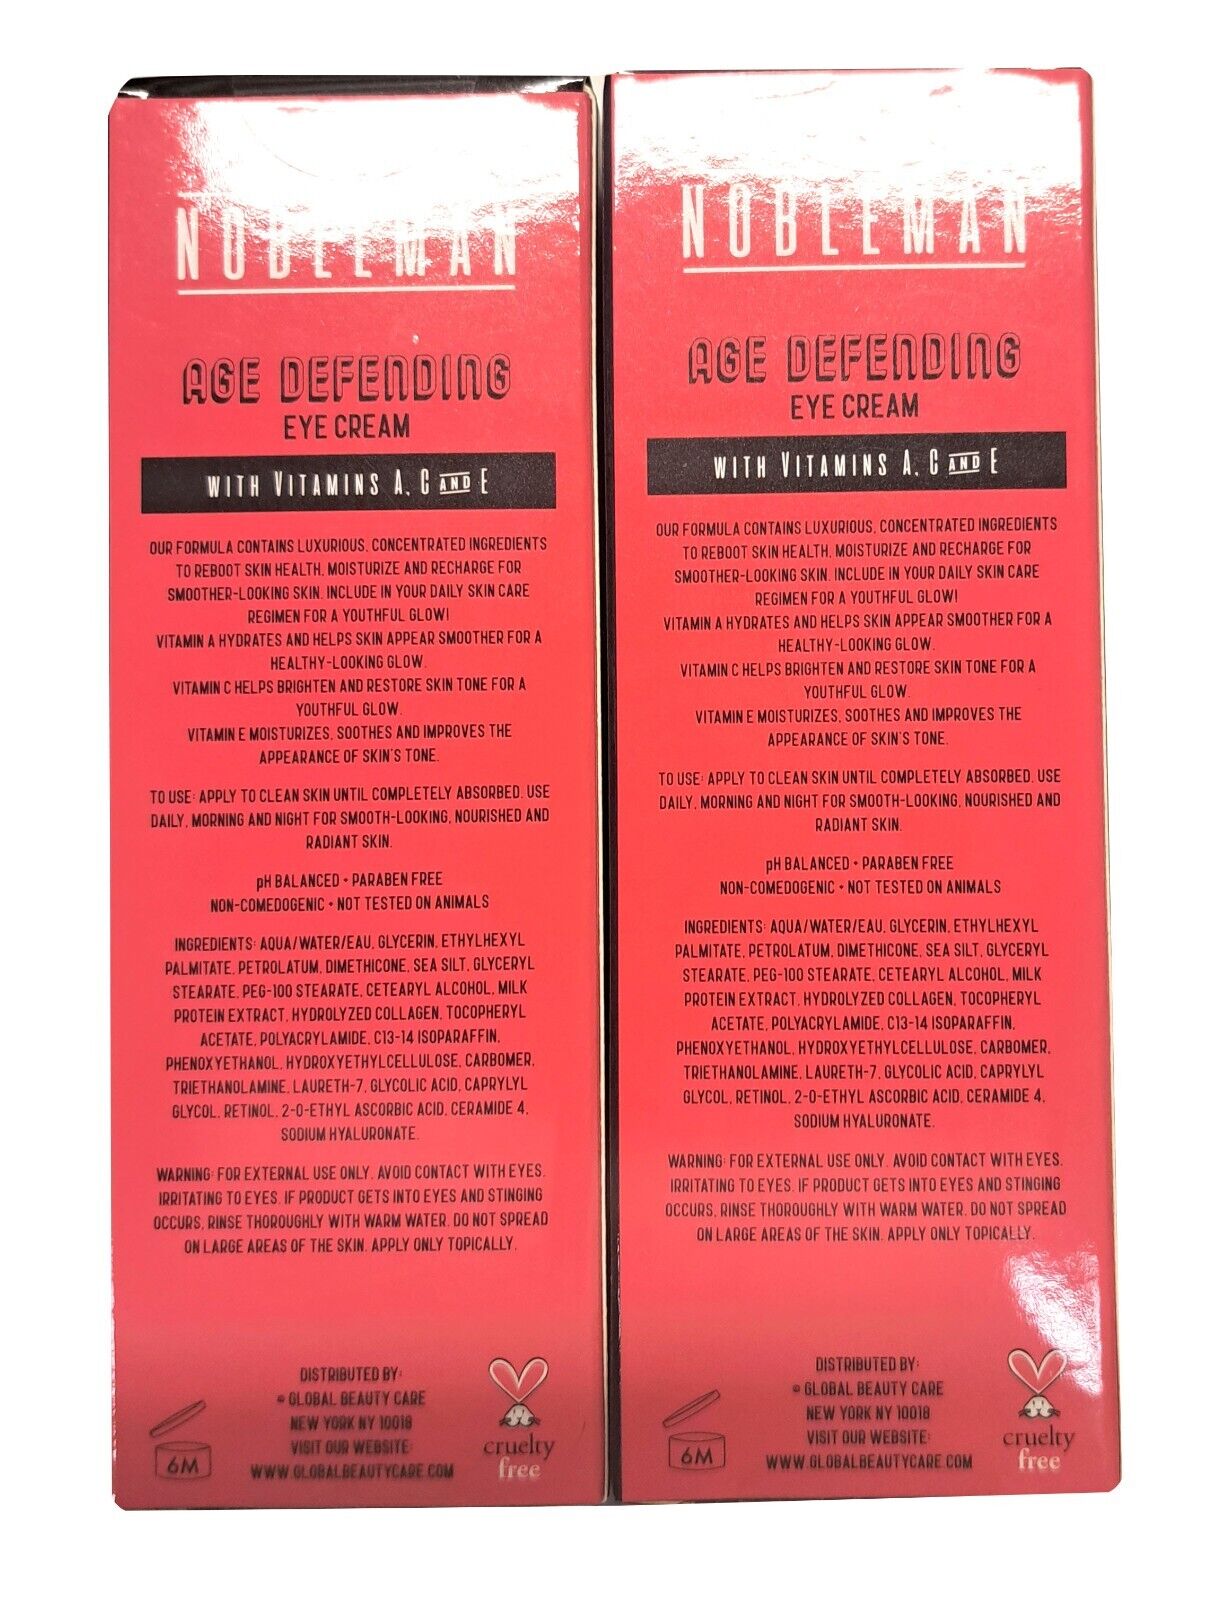 NOBLEMAN
AGE DEFENDING
EYE CREAM
WITH VITAMINS A, C AND E
OUR FORMULA CONTAINS LUXURIOUS, CONCENTRATED INGREDIENTS
TO REBOOT SKIN HEALTH, MOISTURIZE AND RECHARGE FOR
SMOOTHER-LOOKING SKIN. INCLUDE IN YOUR DAILY SKIN CARE
REGIMEN FOR A YOUTHFUL GLOW!
VITAMIN A HYDRATES AND HELPS SKIN APPEAR SMOOTHER FOR A
HEALTHY-LOOKING GLOW.
VITAMIN C HELPS BRIGHTEN AND RESTORE SKIN TONE FOR A
YOUTHFUL GLOW.
VITAMIN E MOISTURIZES, SOOTHES AND IMPROVES THE
APPEARANCE OF SKIN'S TONE.
TO USE: APPLY TO CLEAN SKIN UNTIL COMPLETELY ABSORBED. USE
DAILY, MORNING AND NIGHT FOR SMOOTH-LOOKING, NOURISHED AND
RADIANT SKIN.
pH BALANCED • PARABEN FREE
NON-COMEDOGENIC • NOT TESTED ON ANIMALS
INGREDIENTS: AQUA/WATER/EAU, GLYCERIN, ETHYLHEXYL
PALMITATE, PETROLATUM, DIMETHICONE, SEA SILT, GLYCERYL
STEARATE, PEG-100 STEARATE, CETEARYL ALCOHOL, MILK
PROTEIN EXTRACT, HYDROLYZED COLLAGEN, TOCOPHERYL
ACETATE, POLYACRYLAMIDE, C13-14 ISOPARAFFIN,
PHENOXYETHANOL, HYDROXYETHYLCELLULOSE, CARBOMER,
TRIETHANOLAMINE, LAURETH-7, GLYCOLIC ACID, CAPRYLYL
GLYCOL, RETINOL, 2-O-ETHYL ASCORBIC ACID, CERAMIDE 4,
SODIUM HYALURONATE.
WARNING: FOR EXTERNAL USE ONLY. AVOID CONTACT WITH EYES.
IRRITATING TO EYES. IF PRODUCT GETS INTO EYES AND STINGING
OCCURS, RINSE THOROUGHLY WITH WARM WATER. DO NOT SPREAD
ON LARGE AREAS OF THE SKIN. APPLY ONLY TOPICALLY.
DISTRIBUTED BY:
© GLOBAL BEAUTY CARE
NEW YORK NY 10018
VISIT OUR WEBSITE:
WWW.GLOBALBEAUTYCARE.COM
6M
cruelty
free
NOBLEMAN
AGE DEFENDING
EYE CREAM
WITH VITAMINS A, C AND E
OUR FORMULA CONTAINS LUXURIOUS, CONCENTRATED INGREDIENTS
TO REBOOT SKIN HEALTH, MOISTURIZE AND RECHARGE FOR
SMOOTHER-LOOKING SKIN. INCLUDE IN YOUR DAILY SKIN CARE
REGIMEN FOR A YOUTHFUL GLOW!
VITAMIN A HYDRATES AND HELPS SKIN APPEAR SMOOTHER FOR A
HEALTHY-LOOKING GLOW.
VITAMIN C HELPS BRIGHTEN AND RESTORE SKIN TONE FOR A
YOUTHFUL GLOW.
VITAMIN E MOISTURIZES, SOOTHES AND IMPROVES THE
APPEARANCE OF SKIN'S TONE.
TO USE: APPLY TO CLEAN SKIN UNTIL COMPLETELY ABSORBED. USE
DAILY, MORNING AND NIGHT FOR SMOOTH-LOOKING, NOURISHED AND
RADIANT SKIN.
pH BALANCED • PARABEN FREE
NON-COMEDOGENIC • NOT TESTED ON ANIMALS
INGREDIENTS: AQUA/WATER/EAU, GLYCERIN, ETHYLHEXYL
PALMITATE, PETROLATUM, DIMETHICONE, SEA SILT, GLYCERYL
STEARATE, PEG-100 STEARATE, CETEARYL ALCOHOL, MILK
PROTEIN EXTRACT, HYDROLYZED COLLAGEN, TOCOPHERYL
ACETATE, POLYACRYLAMIDE, C13-14 ISOPARAFFIN,
PHENOXYETHANOL, HYDROXYETHYLCELLULOSE, CARBOMER,
TRIETHANOLAMINE, LAURETH-7, GLYCOLIC ACID, CAPRYLYL
GLYCOL, RETINOL, 2-O-ETHYL ASCORBIC ACID, CERAMIDE 4,
SODIUM HYALURONATE.
WARNING: FOR EXTERNAL USE ONLY. AVOID CONTACT WITH EYES.
IRRITATING TO EYES. IF PRODUCT GETS INTO EYES AND STINGING
OCCURS, RINSE THOROUGHLY WITH WARM WATER. DO NOT SPREAD
ON LARGE AREAS OF THE SKIN. APPLY ONLY TOPICALLY.
DISTRIBUTED BY:
© GLOBAL BEAUTY CARE
NEW YORK NY 10018
VISIT OUR WEBSITE:
WWW.GLOBALBEAUTYCARE.COM
6M
cruelty
free